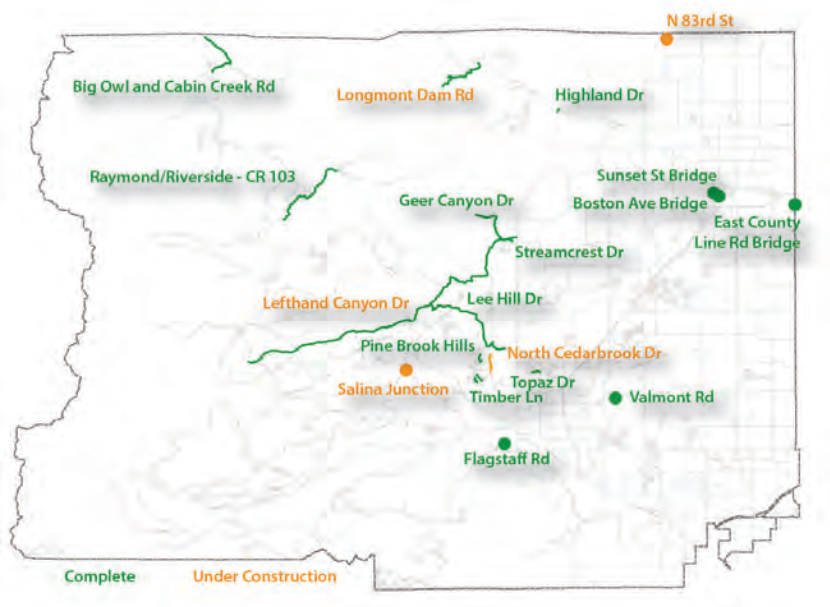 N 83rd St
Big Owl and Cabin Creek Rd
Longmont Dam Rd
Highland Dr
Raymond/Riverside - CR 103
Sunset St Bridge
Geer Canyon Dr
Boston Ave Bridge
East County
Line Rd Bridge
Streamcrest Dr
Lefthand Canyon Dr
Lee Hill Dr
Pine Brook Hills
North Cedarbrook Dr
Salina Junction
Topaz Dr
Timber Ln
Valmont Rd
Flagstaff Rd
Complete
Under Construction